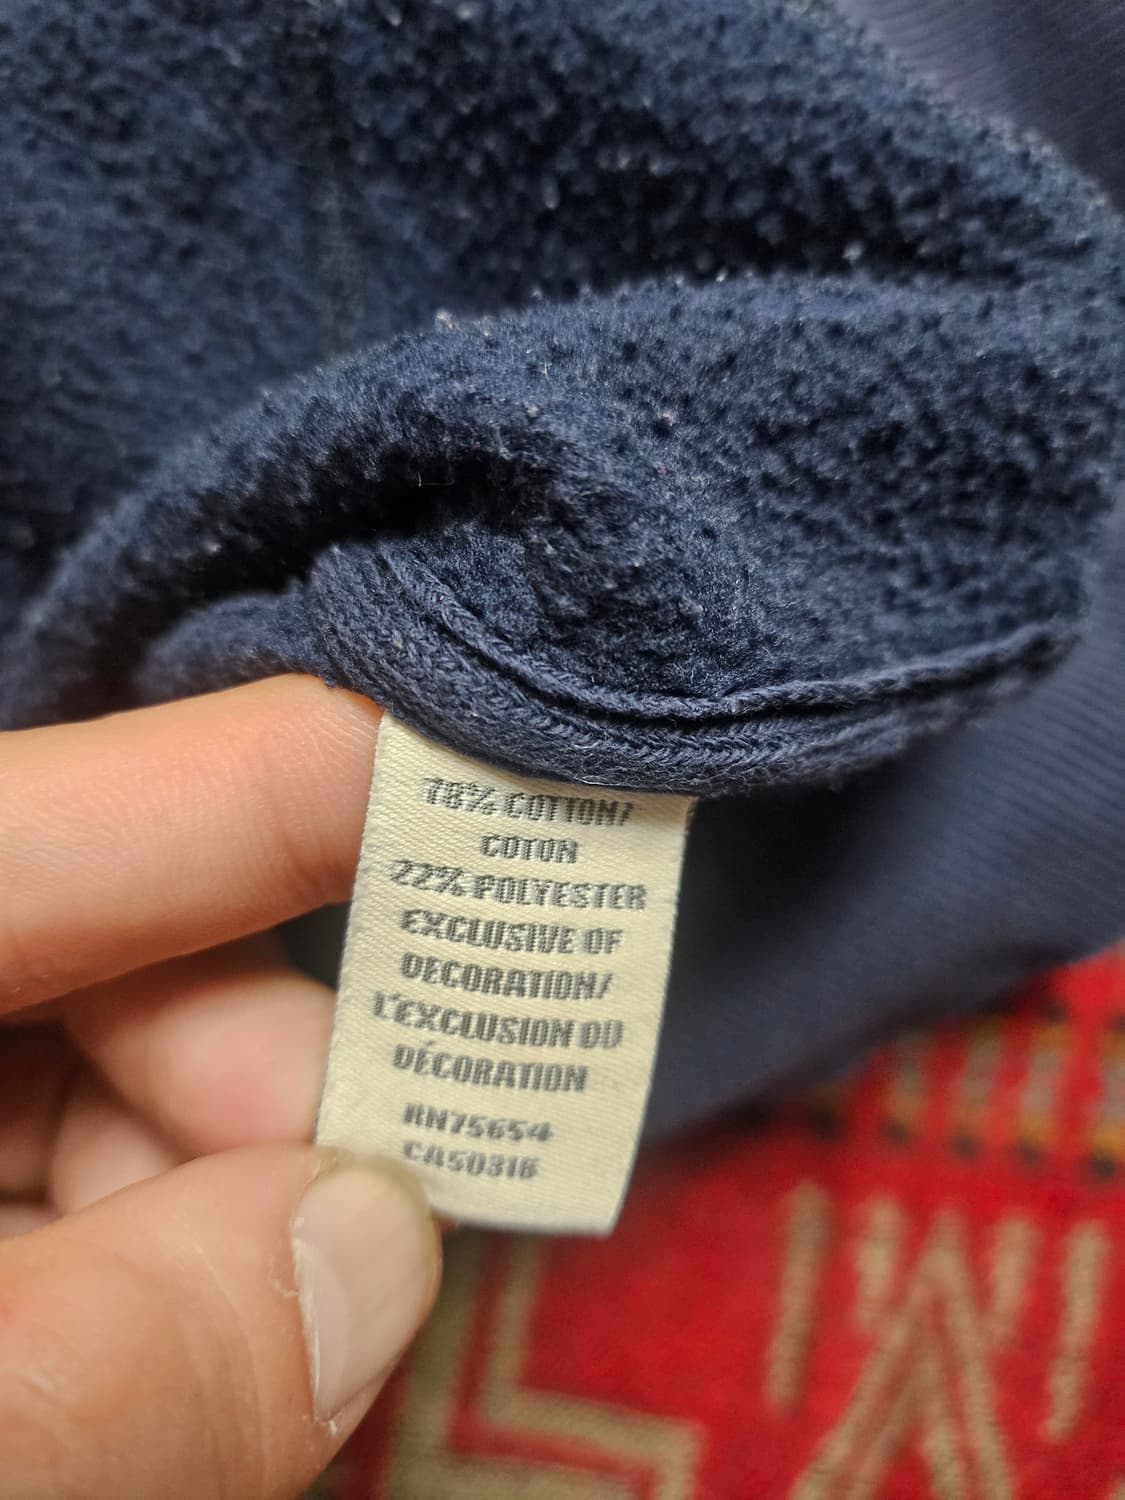 78% COTTON/
COTON
22% POLYESTER
EXCLUSIVE OF
DECORATION/
L'EXCLUSION DU
DÉCORATION
RN75654
CA50316